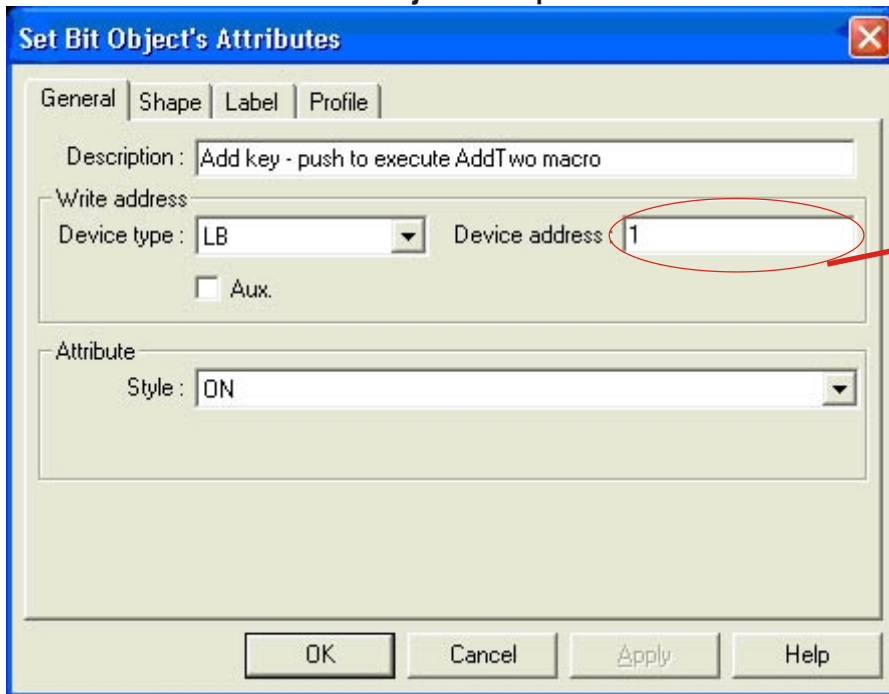 Set Bit Object's Attributes
General Shape Label Profile
Description : Add key - push to execute AddTwo macro
Write address
Device type : LB Device address : 1
Aux.
Attribute
Style : ON
OK Cancel Apply Help